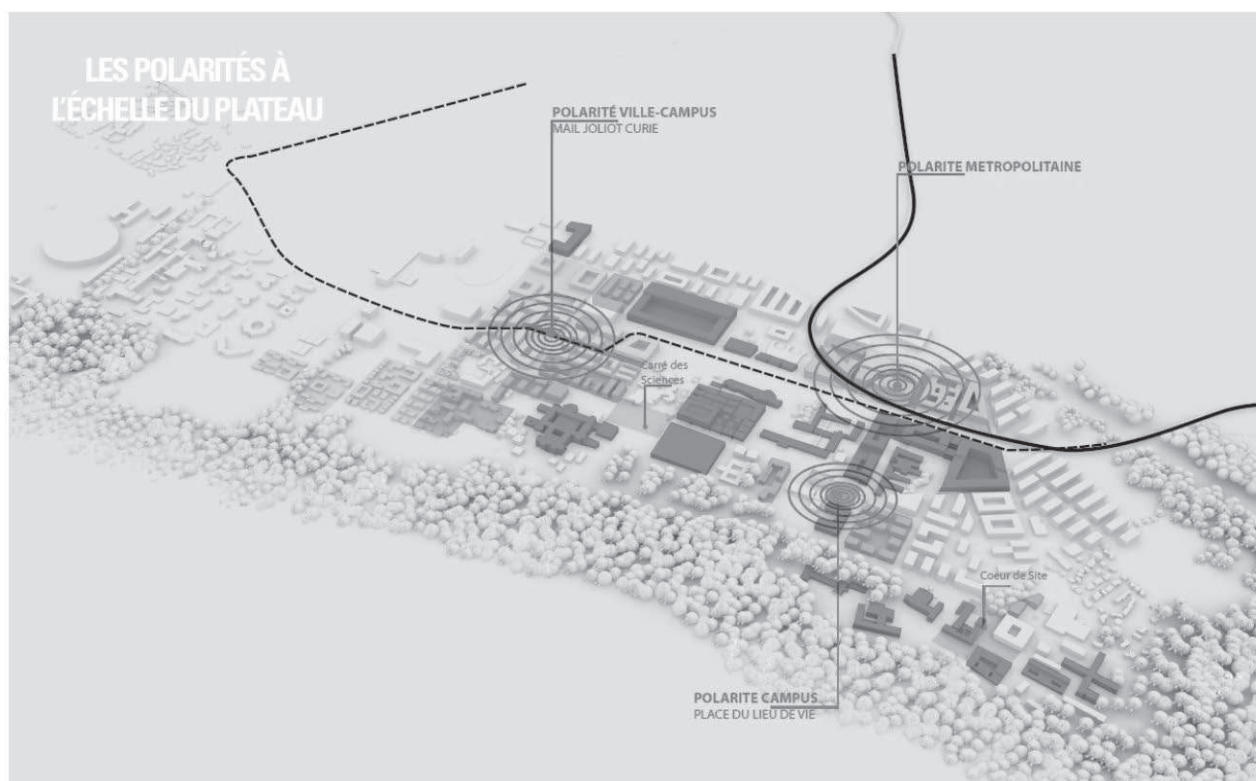 LES POLARITÉS À
L'ÉCHELLE DU PLATEAU
POLARITÉ VILLE-CAMPUS
MAIL JOLIOT CURIE
POLARITE METROPOLITAINE
Carré des
Sciences
Coeur de Site
POLARITE CAMPUS
PLACE DU LIEU DE VIE